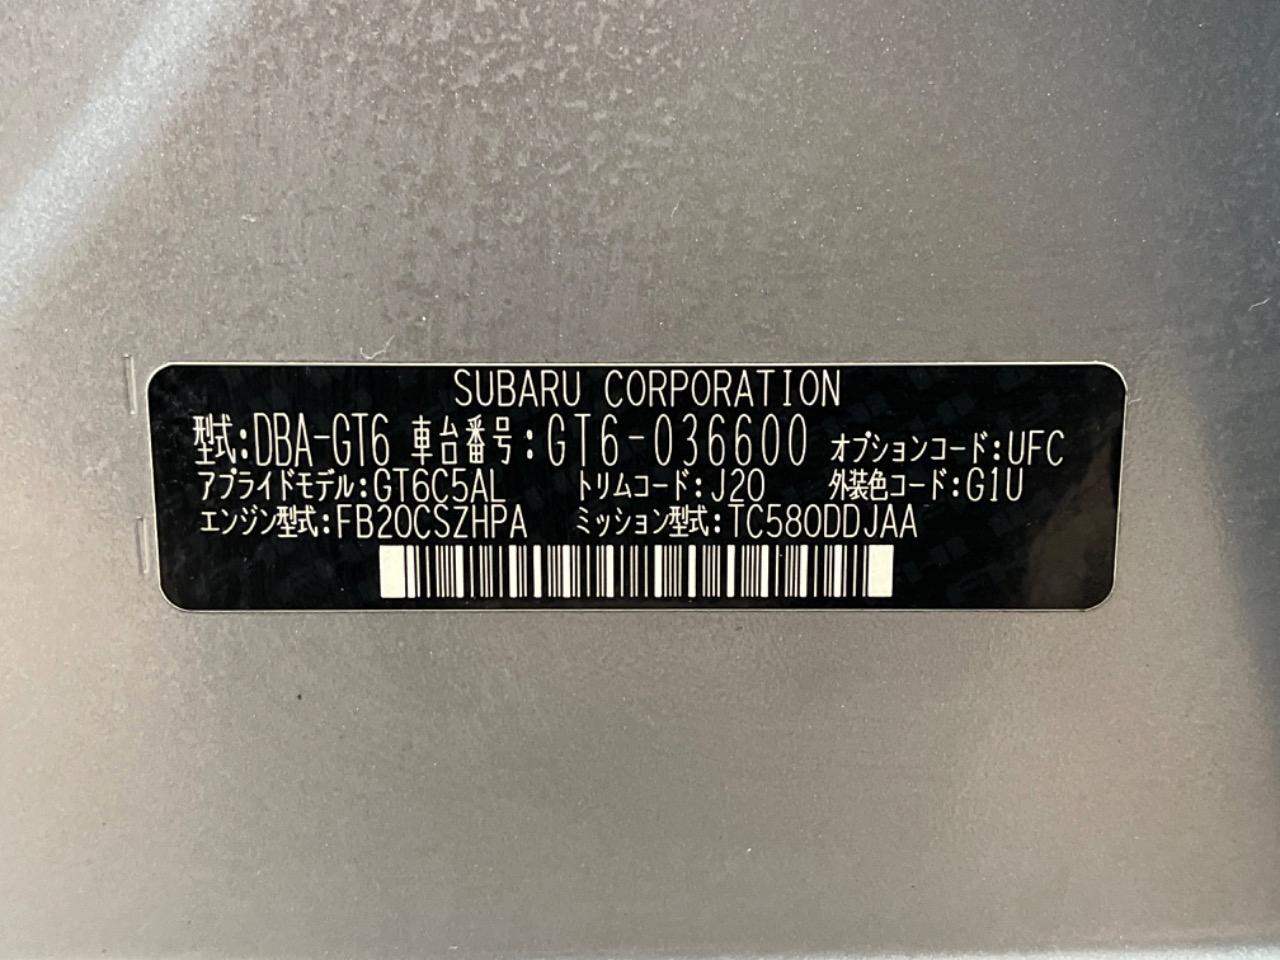 SUBARU CORPORATION
型式:DBA-GT6 車台番号:GT6-036600 オプションコード:UFC
アプライドモデル:GT6C5AL トリムコード:J20 外装色コード:G1U
エンジン型式:FB20CSZHPA ミッション型式:TC580DDJAA